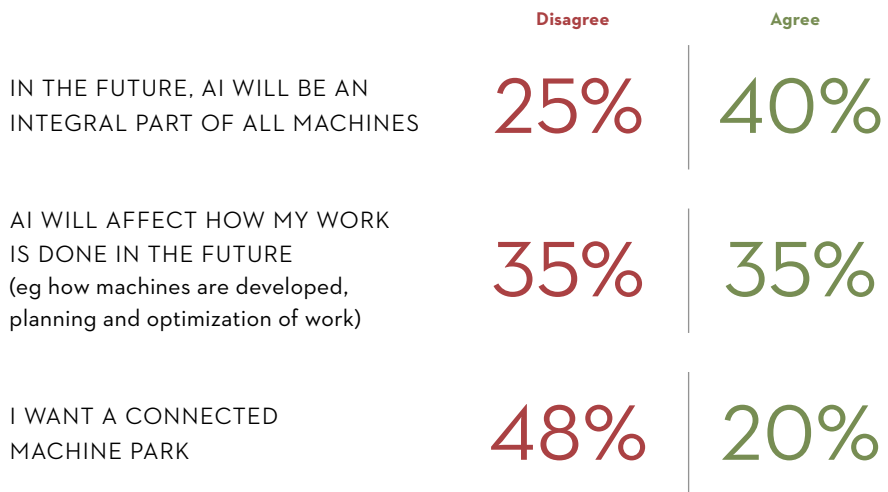 Disagree Agree
IN THE FUTURE, AI WILL BE AN
INTEGRAL PART OF ALL MACHINES
25% 40%
AI WILL AFFECT HOW MY WORK
IS DONE IN THE FUTURE
(eg how machines are developed,
planning and optimization of work)
35% 35%
I WANT A CONNECTED
MACHINE PARK
48% 20%